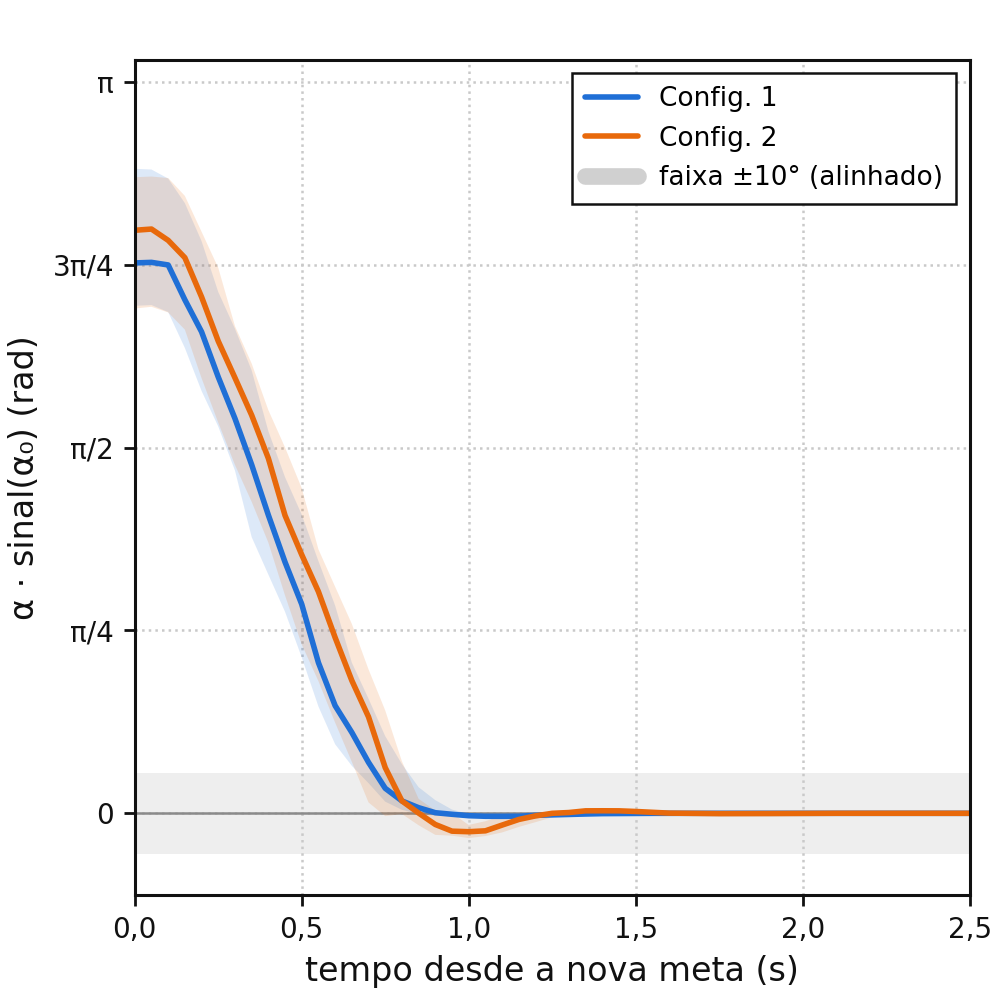 π
3π/4
π/2
π/4
0
α · sinal(α₀) (rad)
Config. 1
Config. 2
faixa ±10° (alinhado)
0,0 0,5 1,0 1,5 2,0 2,5
tempo desde a nova meta (s)